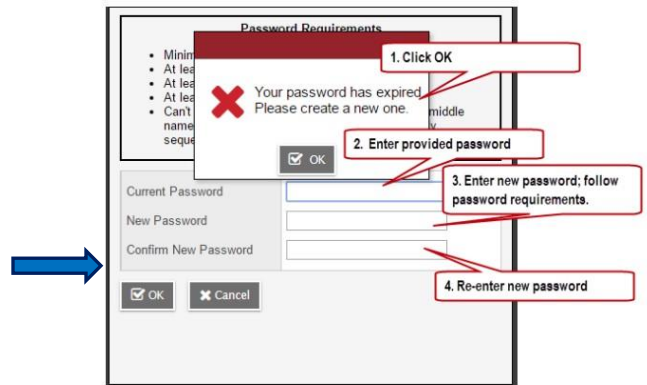 Password Requirements
• Minim
• At lea
• At lea
• At lea
• Can't middle
name
seque
Your password has expired.
Please create a new one.
OK
1. Click OK
2. Enter provided password
3. Enter new password; follow
password requirements.
4. Re-enter new password
Current Password
New Password
Confirm New Password
OK
Cancel